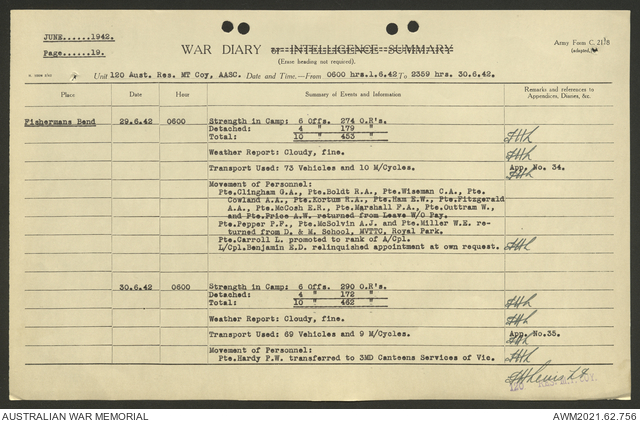 JUNE......1942.
Page......19.
WAR DIARY or INTELLIGENCE SUMMARY
(Erase heading not required).
Army Form C. 2118
(adapted)
Unit 120 Aust. Res. MT Coy, AASC. Date and Time.—From 0600 hrs.1.6.42 To 2359 hrs. 30.6.42.
Place Date Hour Summary of Events and Information Remarks and references to Appendices, Diaries, &c.
Fishermans Bend 29.6.42 0600 Strength in Camp: 6 Offs. 274 O.R's.
Detached: 4 " 179 "
Total: 10 " 453 "
Weather Report: Cloudy, fine.
Transport Used: 73 Vehicles and 10 M/Cycles. App. No. 34.
Movement of Personnel:
Pte.Clingham G.A., Pte.Boldt R.A., Pte.Wiseman C.A., Pte.
Cowland A.A., Pte.Kortum R.A., Pte.Ham E.W., Pte.Fitzgerald
A.A., Pte.McCosh E.R., Pte.Marshall F.A., Pte.Outtram W.,
and Pte.Price A.W. returned from Leave W/O Pay.
Pte.Pepper P.F., Pte.McSolvin A.J. and Pte.Miller W.E. re-
turned from D. & M. School, MVTTC, Royal Park.
Pte.Carroll L. promoted to rank of A/Cpl.
L/Cpl.Benjamin E.D. relinquished appointment at own request.
30.6.42 0600 Strength in Camp: 6 Offs. 290 O.R's.
Detached: 4 " 172 "
Total: 10 " 462 "
Weather Report: Cloudy, fine.
Transport Used: 69 Vehicles and 9 M/Cycles. App. No.35.
Movement of Personnel:
Pte.Hardy P.W. transferred to 3MD Canteens Services of Vic.
AUSTRALIAN WAR MEMORIAL AWM2021.62.756